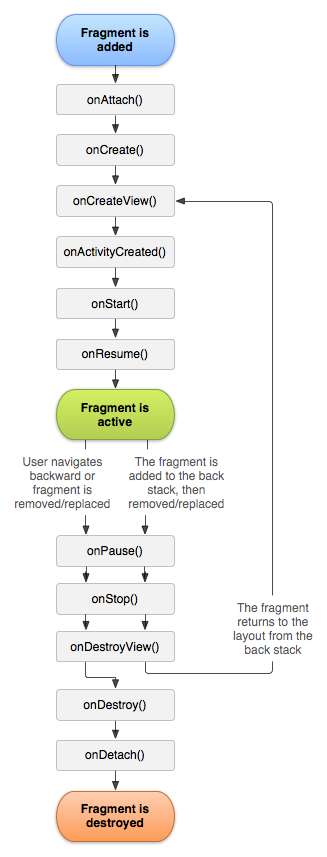 Fragment is
added
onAttach()
onCreate()
onCreateView()
onActivityCreated()
onStart()
onResume()
Fragment is
active
User navigates
backward or
fragment is
removed/replaced
The fragment is
added to the back
stack, then
removed/replaced
onPause()
onStop()
onDestroyView()
The fragment
returns to the
layout from the
back stack
onDestroy()
onDetach()
Fragment is
destroyed